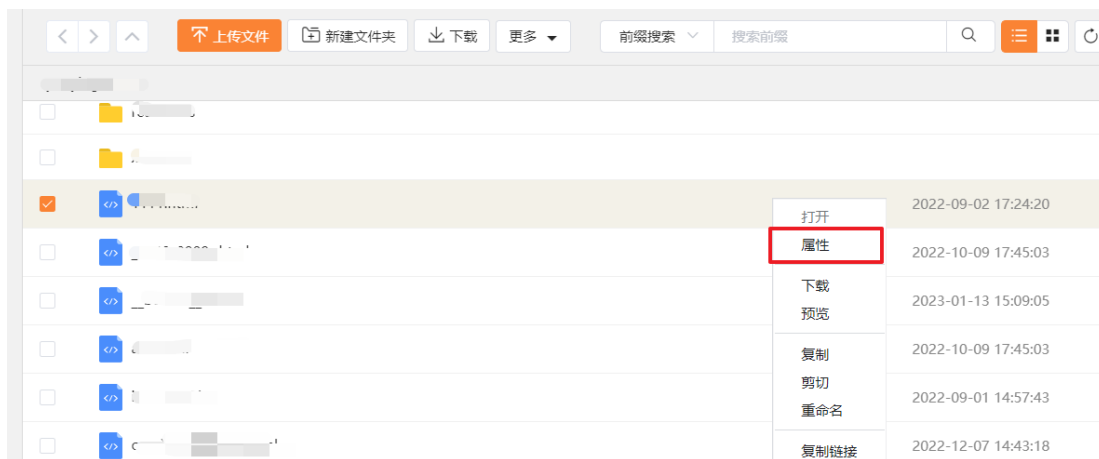 上传文件 新建文件夹 下载 更多 前缀搜索 搜索前缀
2022-09-02 17:24:20
打开
属性
2022-10-09 17:45:03
下载
2023-01-13 15:09:05
预览
复制
2022-10-09 17:45:03
剪切
2022-09-01 14:57:43
重命名
复制链接
2022-12-07 14:43:18